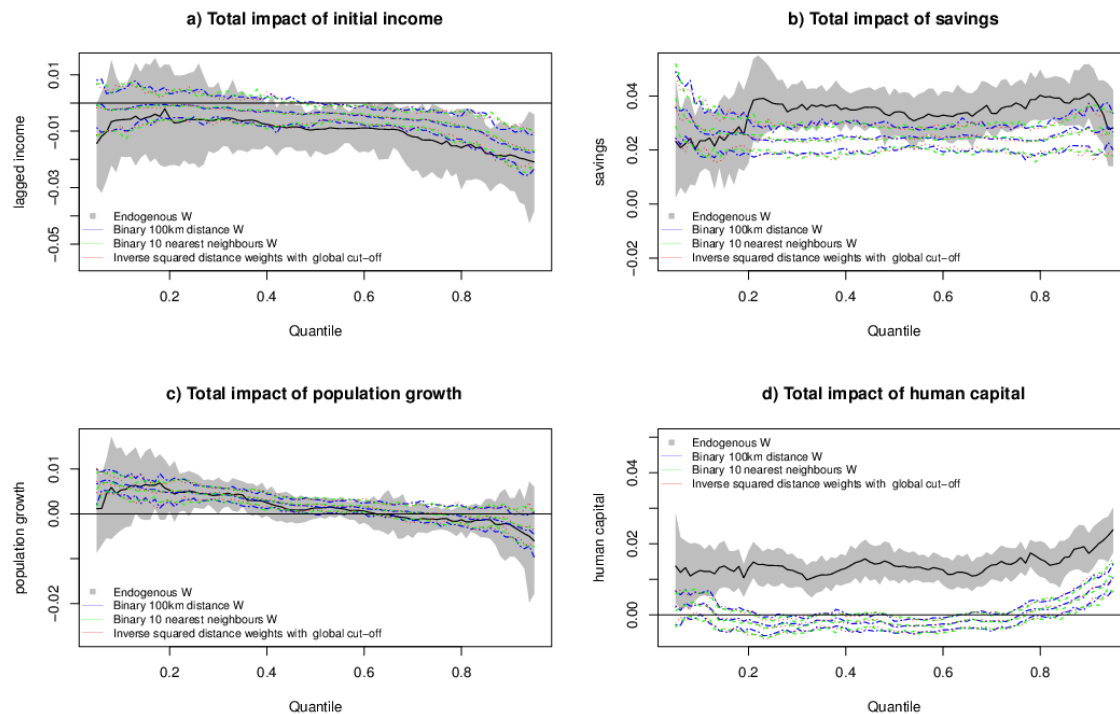 a) Total impact of initial income
lagged income
0.01
−0.01
−0.03
−0.05
Endogenous W
Binary 100km distance W
Binary 10 nearest neighbours W
Inverse squared distance weights with global cut−off
0.2 0.4 0.6 0.8
Quantile
b) Total impact of savings
savings
0.04
0.02
0.00
−0.02
Endogenous W
Binary 100km distance W
Binary 10 nearest neighbours W
Inverse squared distance weights with global cut−off
0.2 0.4 0.6 0.8
Quantile
c) Total impact of population growth
population growth
0.01
0.00
−0.02
Endogenous W
Binary 100km distance W
Binary 10 nearest neighbours W
Inverse squared distance weights with global cut−off
0.2 0.4 0.6 0.8
Quantile
d) Total impact of human capital
human capital
0.04
0.02
0.00
Endogenous W
Binary 100km distance W
Binary 10 nearest neighbours W
Inverse squared distance weights with global cut−off
0.2 0.4 0.6 0.8
Quantile